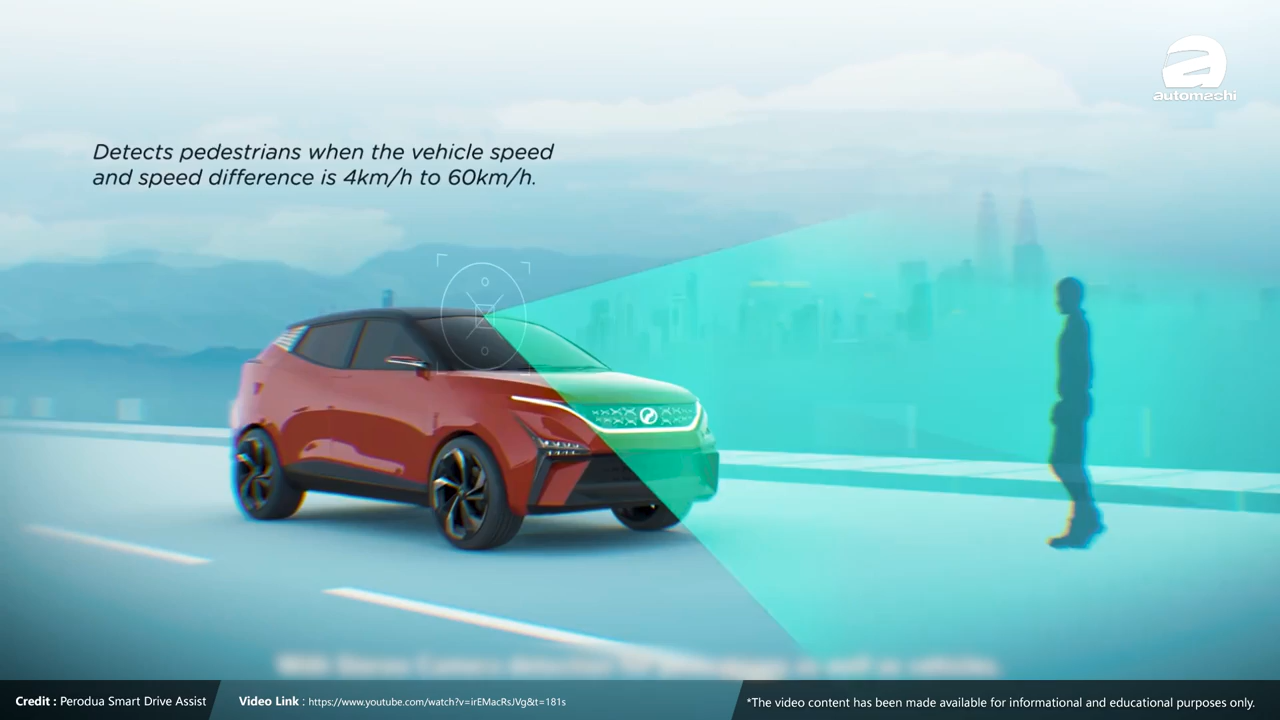 automachi
Detects pedestrians when the vehicle speed
and speed difference is 4km/h to 60km/h.
Credit : Perodua Smart Drive Assist
Video Link : https://www.youtube.com/watch?v=irEMacRsJVg&t=181s
*The video content has been made available for informational and educational purposes only.